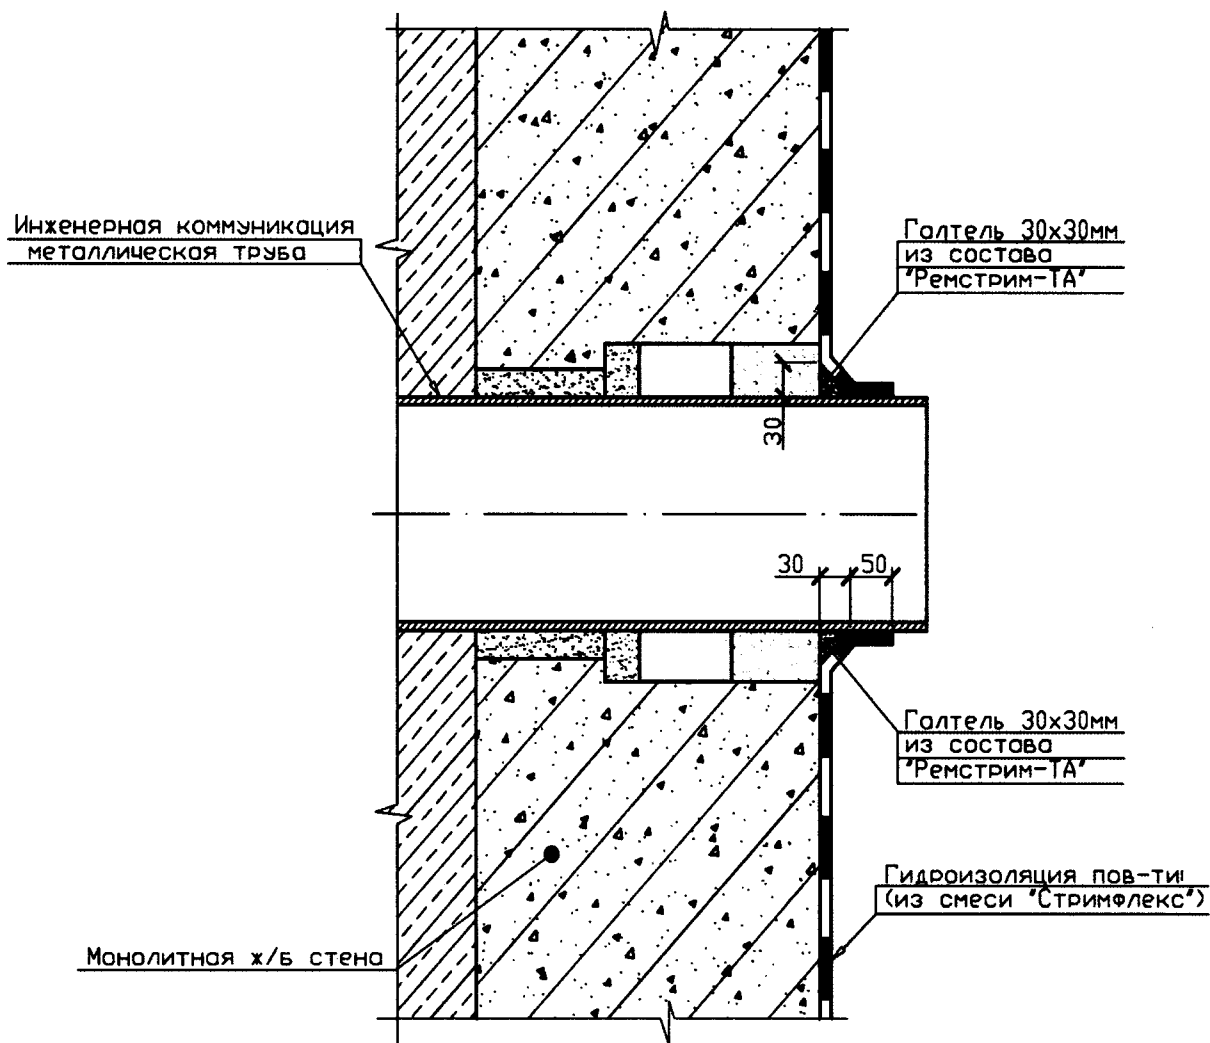 Инженерная коммуникация
металлическая труба
Галтель 30х30мм
из состава
"Ремстрим-ТА"
30
30
50
Галтель 30х30мм
из состава
"Ремстрим-ТА"
Гидроизоляция пов-ти
(из смеси "Стримфлекс")
Монолитная ж/б стена